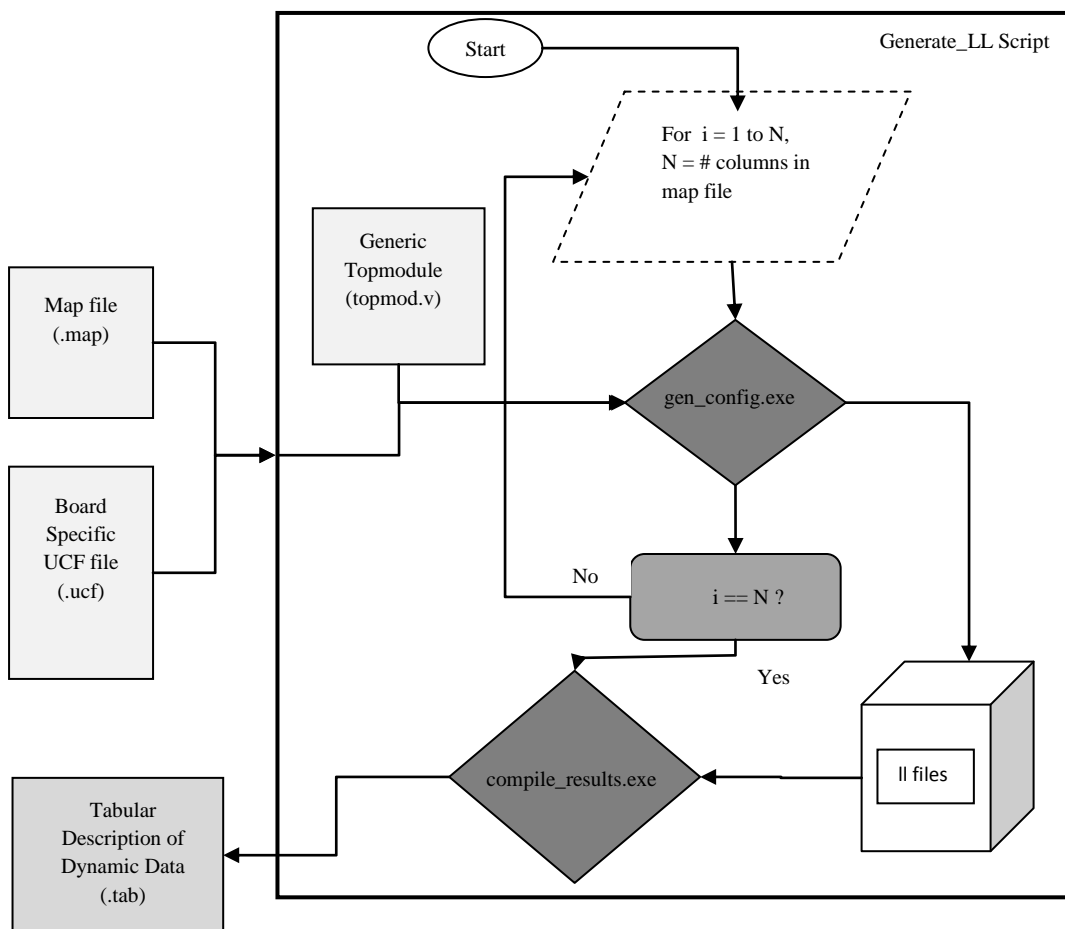 Generate_LL Script
Start
For i = 1 to N,
N = # columns in
map file
Generic
Topmodule
(topmod.v)
Map file
(.map)
gen_config.exe
Board
Specific
UCF file
(.ucf)
No
i == N ?
Yes
ll files
compile_results.exe
Tabular
Description of
Dynamic Data
(.tab)